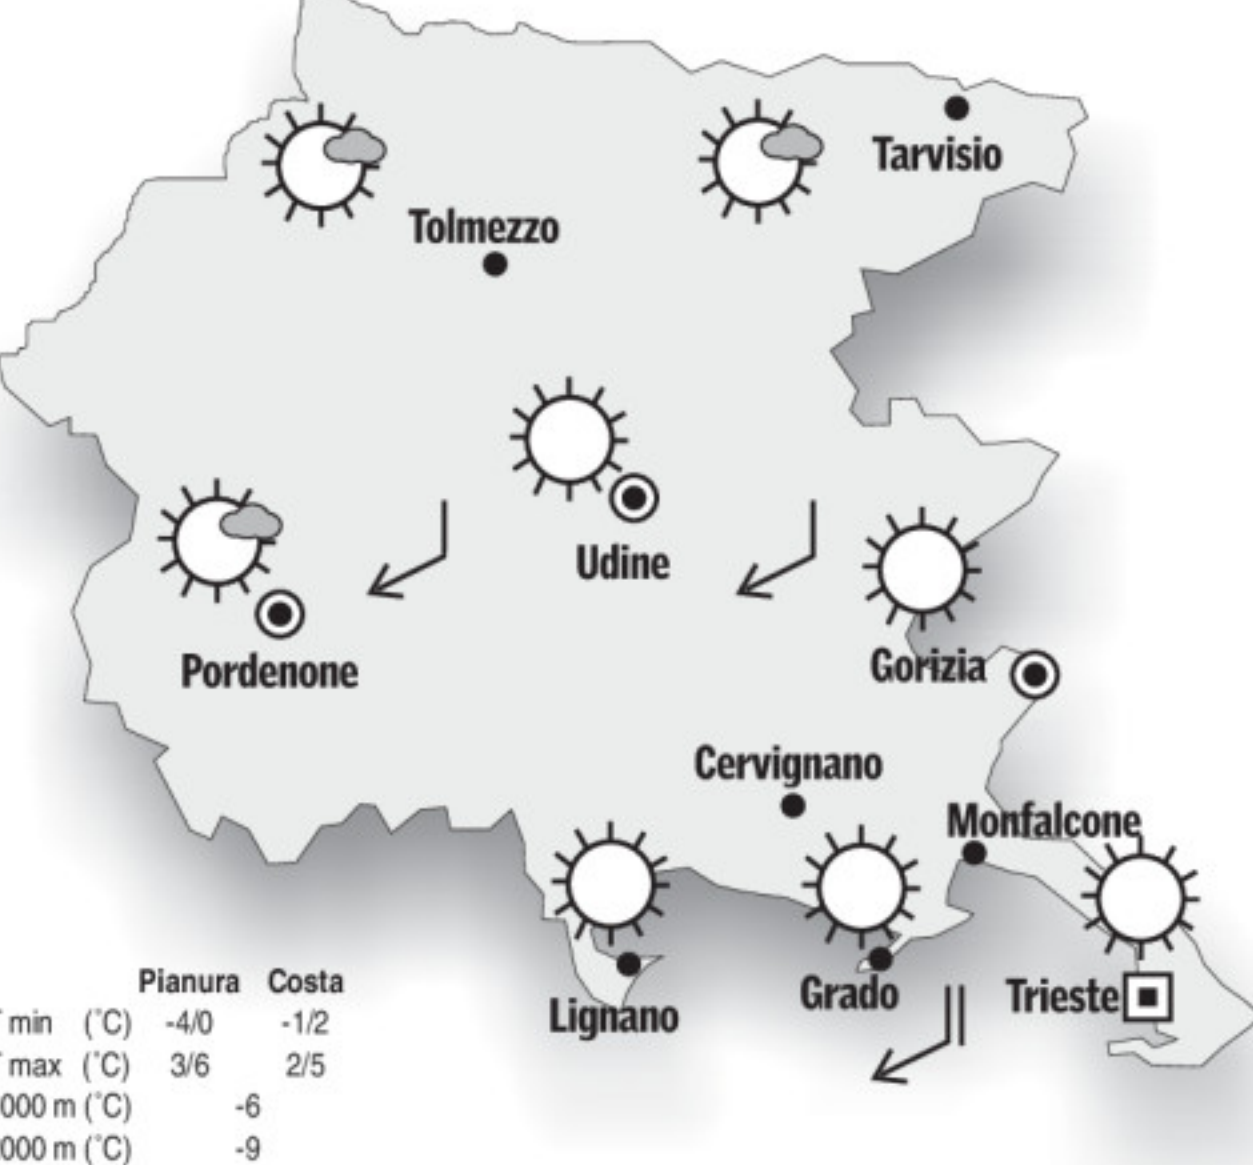 Tarvisio
Tolmezzo
Udine
Pordenone
Gorizia
Cervignano
Monfalcone
Grado
Trieste
Lignano
Pianura Costa
min (°C) -4/0 -1/2
max (°C) 3/6 2/5
000 m (°C) -6
000 m (°C) -9